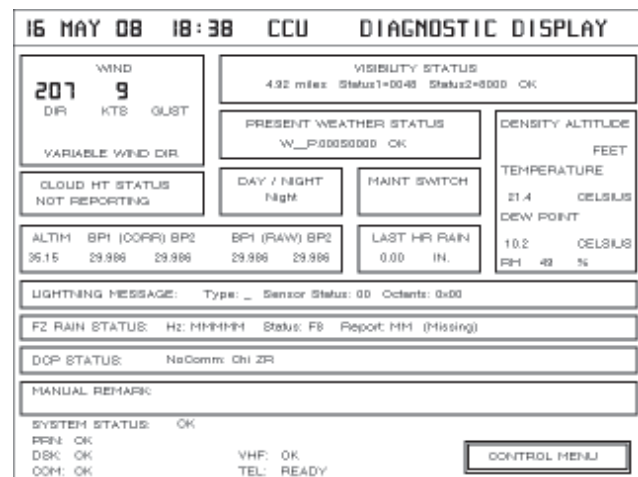 16 MAY 08 18:38 CCU DIAGNOSTIC DISPLAY
WIND
207 9
DIR KTS GUST
VARIABLE WIND DIR
VISIBILITY STATUS
4.92 miles Status1=0048 Status2=8000 OK
PRESENT WEATHER STATUS
W__P.00050000 OK
DENSITY ALTITUDE
FEET
TEMPERATURE
21.4 CELSIUS
DEW POINT
10.2 CELSIUS
RH 49 %
CLOUD HT STATUS
NOT REPORTING
DAY / NIGHT
Night
MAINT SWITCH
ALTIM BP1 (CORR) BP2 BP1 (RAW) BP2
35.15 29.986 29.986 29.986 29.986
LAST HR RAIN
0.00 IN.
LIGHTNING MESSAGE: Type: _ Sensor Status: 00 Octants: 0x00
FZ RAIN STATUS: Hz: MMMMM Status: F8 Report: MM (Missing)
DCP STATUS: NoComm: Chi ZR
MANUAL REMARK:
SYSTEM STATUS: OK
PRN: OK
DSK: OK VHF: OK
COM: OK TEL: READY
CONTROL MENU